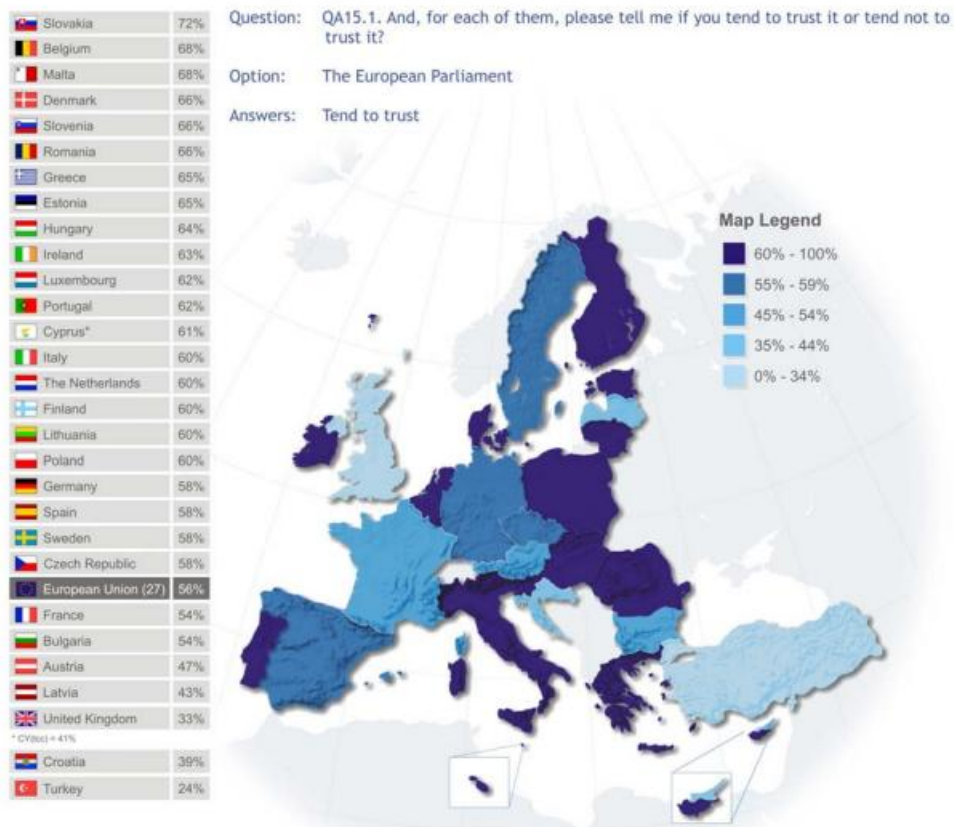 Question: QA15.1. And, for each of them, please tell me if you tend to trust it or tend not to
trust it?
Option: The European Parliament
Answers: Tend to trust
Slovakia 72%
Belgium 68%
Malta 68%
Denmark 66%
Slovenia 66%
Romania 66%
Greece 65%
Estonia 65%
Hungary 64%
Ireland 63%
Luxembourg 62%
Portugal 62%
Cyprus* 61%
Italy 60%
The Netherlands 60%
Finland 60%
Lithuania 60%
Poland 60%
Germany 58%
Spain 58%
Sweden 58%
Czech Republic 58%
European Union (27) 56%
France 54%
Bulgaria 54%
Austria 47%
Latvia 43%
United Kingdom 33%
* CY(tcc) = 41%
Croatia 39%
Turkey 24%
Map Legend
60% - 100%
55% - 59%
45% - 54%
35% - 44%
0% - 34%